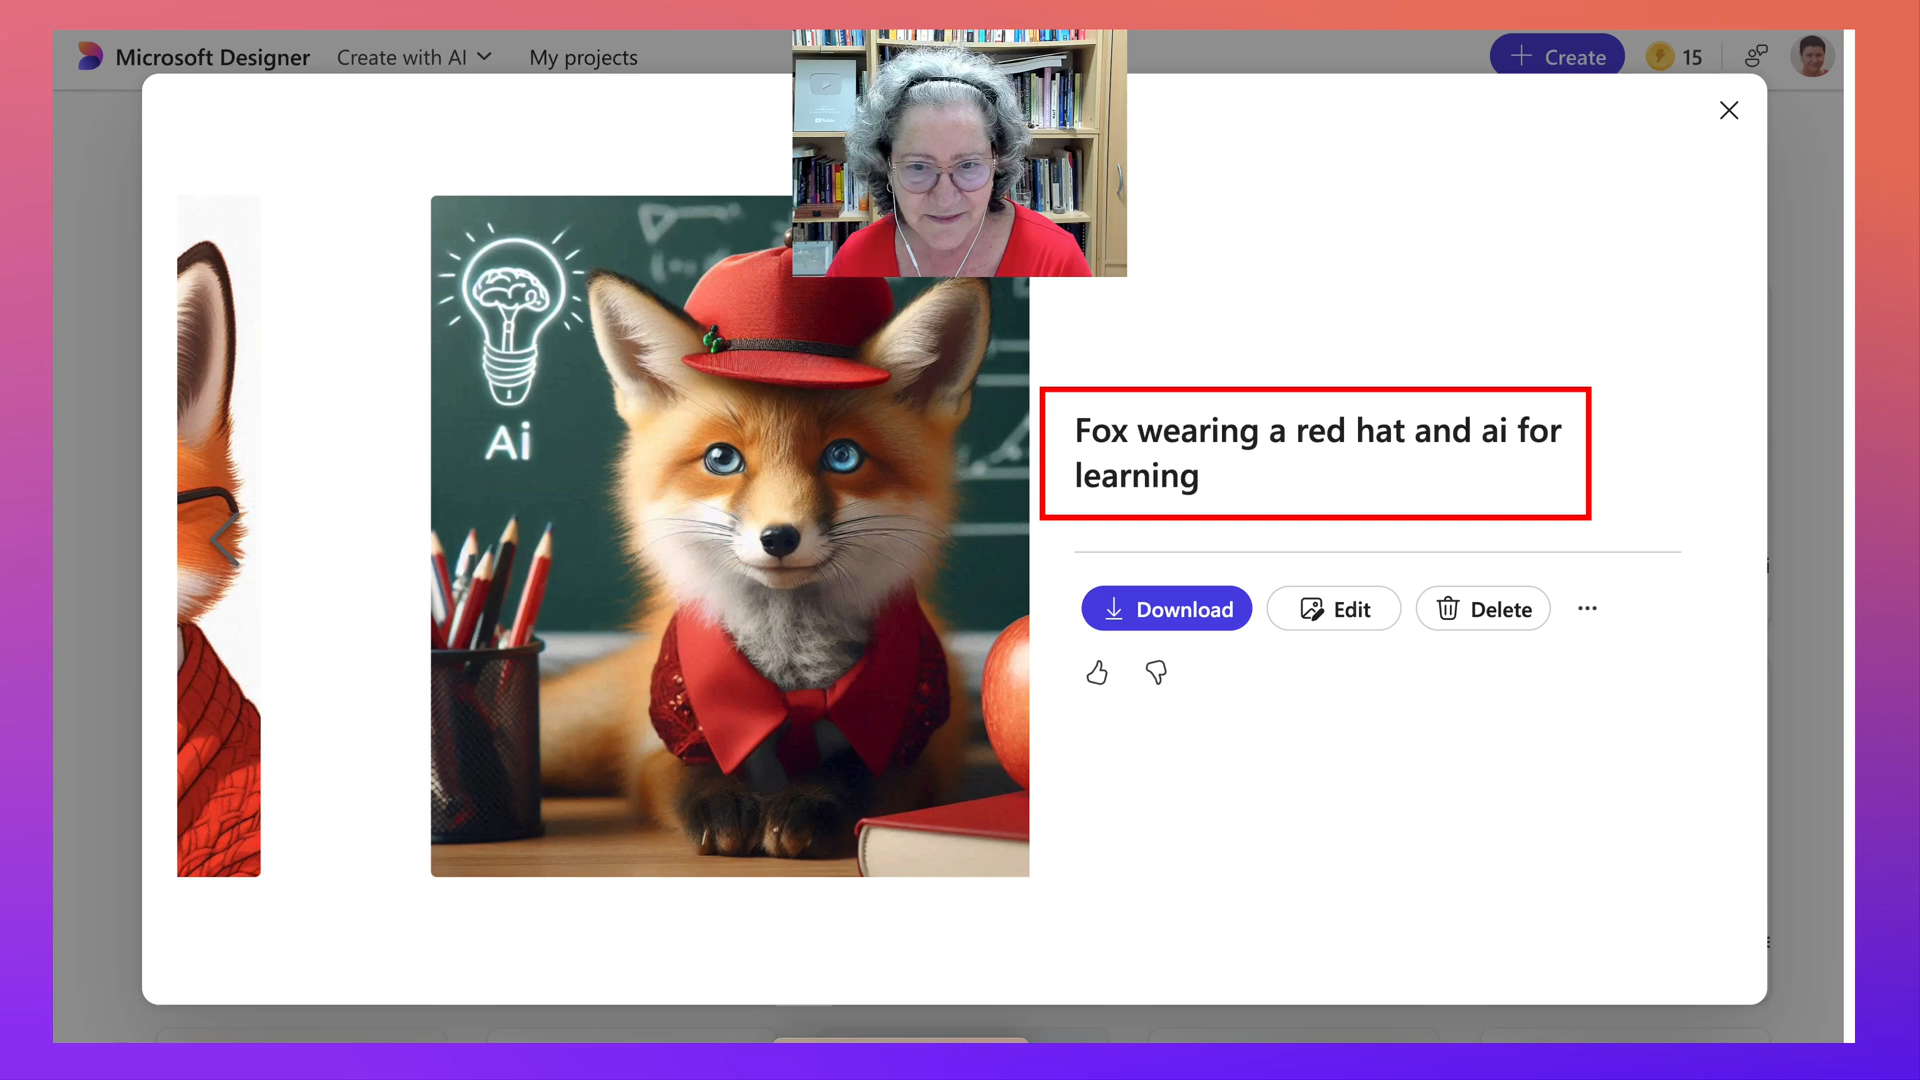 Microsoft Designer
Create with AI
My projects
Create
15
Ai
Fox wearing a red hat and ai for
learning
Download
Edit
Delete